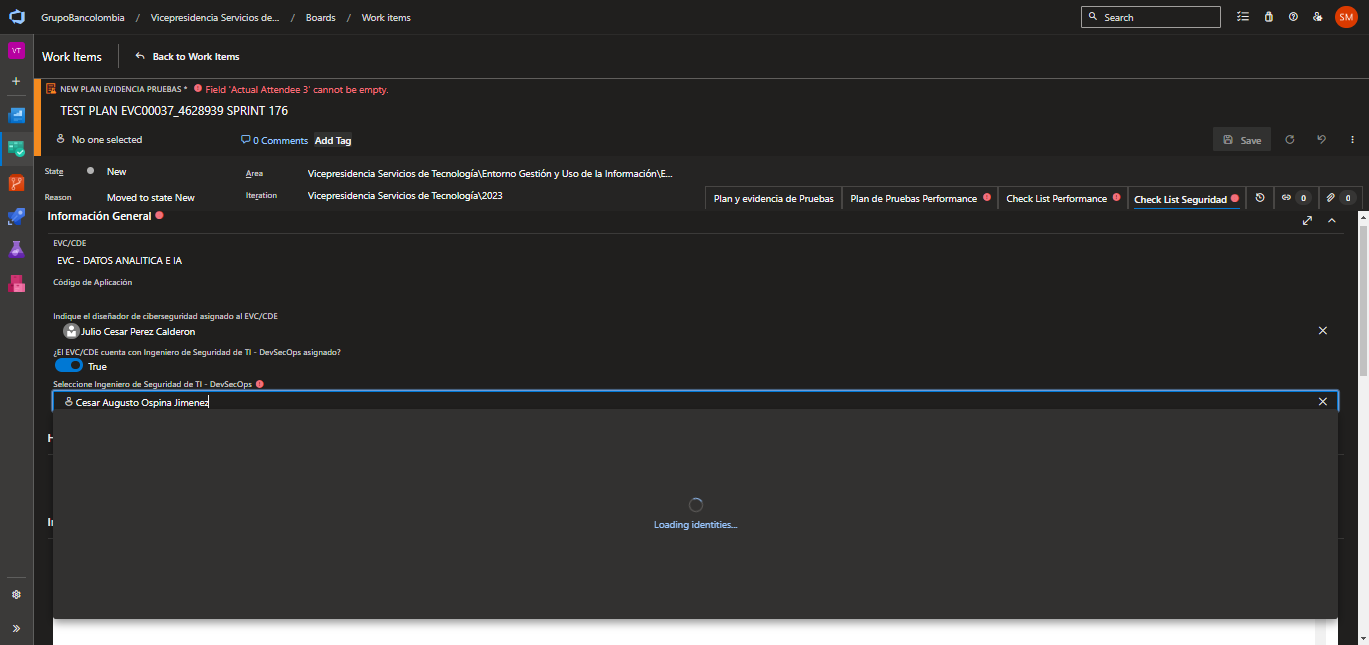 GrupoBancolombia / Vicepresidencia Servicios de... / Boards / Work items
Search
SM
VT
Work Items
Back to Work Items
NEW PLAN EVIDENCIA PRUEBAS * Field 'Actual Attendee 3' cannot be empty.
TEST PLAN EVC00037_4628939 SPRINT 176
No one selected
0 Comments
Add Tag
Save
State
New
Area
Vicepresidencia Servicios de Tecnología\Entorno Gestión y Uso de la Información\E...
Reason
Moved to state New
Iteration
Vicepresidencia Servicios de Tecnología\2023
Plan y evidencia de Pruebas
Plan de Pruebas Performance
Check List Performance
Check List Seguridad
0
0
Información General
EVC/CDE
EVC - DATOS ANALITICA E IA
Código de Aplicación
Indique el diseñador de ciberseguridad asignado al EVC/CDE
Julio Cesar Perez Calderon
¿El EVC/CDE cuenta con Ingeniero de Seguridad de TI - DevSecOps asignado?
True
Seleccione Ingeniero de Seguridad de TI - DevSecOps
Cesar Augusto Ospina Jimenez
Loading identities...